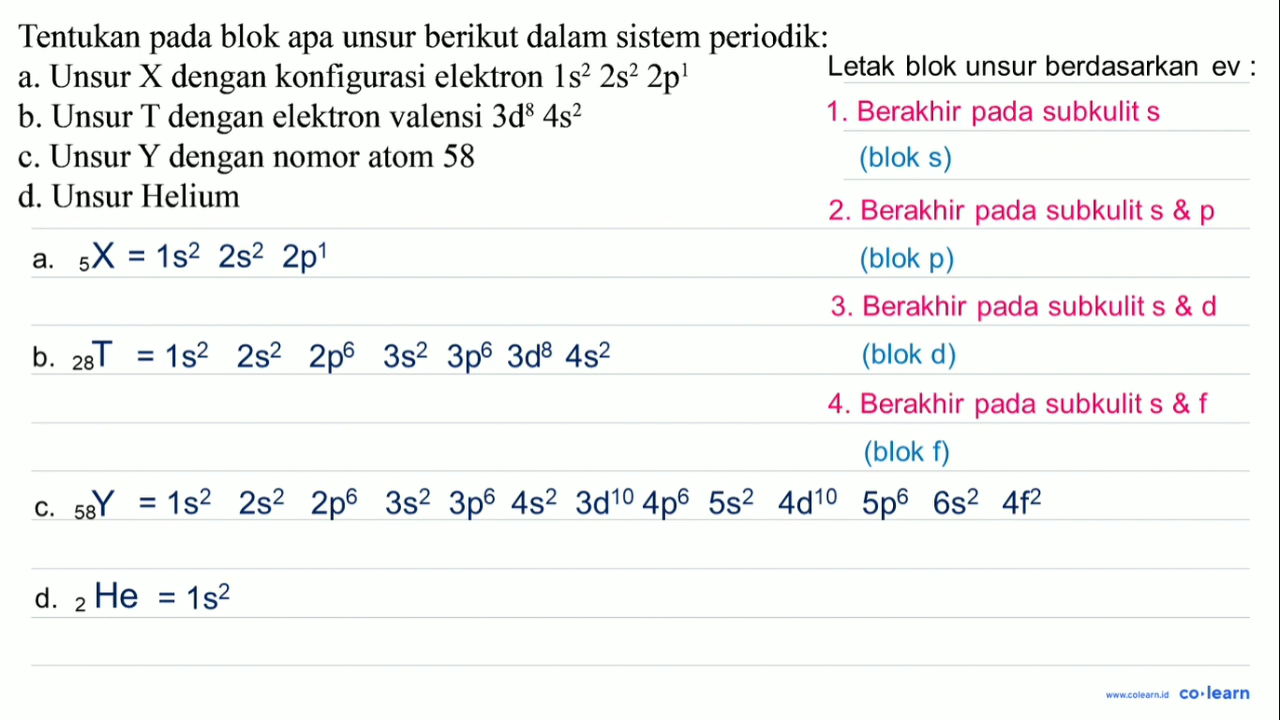 Tentukan pada blok apa unsur berikut dalam sistem periodik:
a. Unsur X dengan konfigurasi elektron 1s² 2s² 2p¹
b. Unsur T dengan elektron valensi 3d⁸ 4s²
c. Unsur Y dengan nomor atom 58
d. Unsur Helium
Letak blok unsur berdasarkan ev :
1. Berakhir pada subkulit s
(blok s)
2. Berakhir pada subkulit s & p
(blok p)
3. Berakhir pada subkulit s & d
(blok d)
4. Berakhir pada subkulit s & f
(blok f)
a. ₅X = 1s² 2s² 2p¹
b. ₂₈T = 1s² 2s² 2p⁶ 3s² 3p⁶ 3d⁸ 4s²
c. ₅₈Y = 1s² 2s² 2p⁶ 3s² 3p⁶ 4s² 3d¹⁰ 4p⁶ 5s² 4d¹⁰ 5p⁶ 6s² 4f²
d. ₂He = 1s²
www.colearn.id co·learn